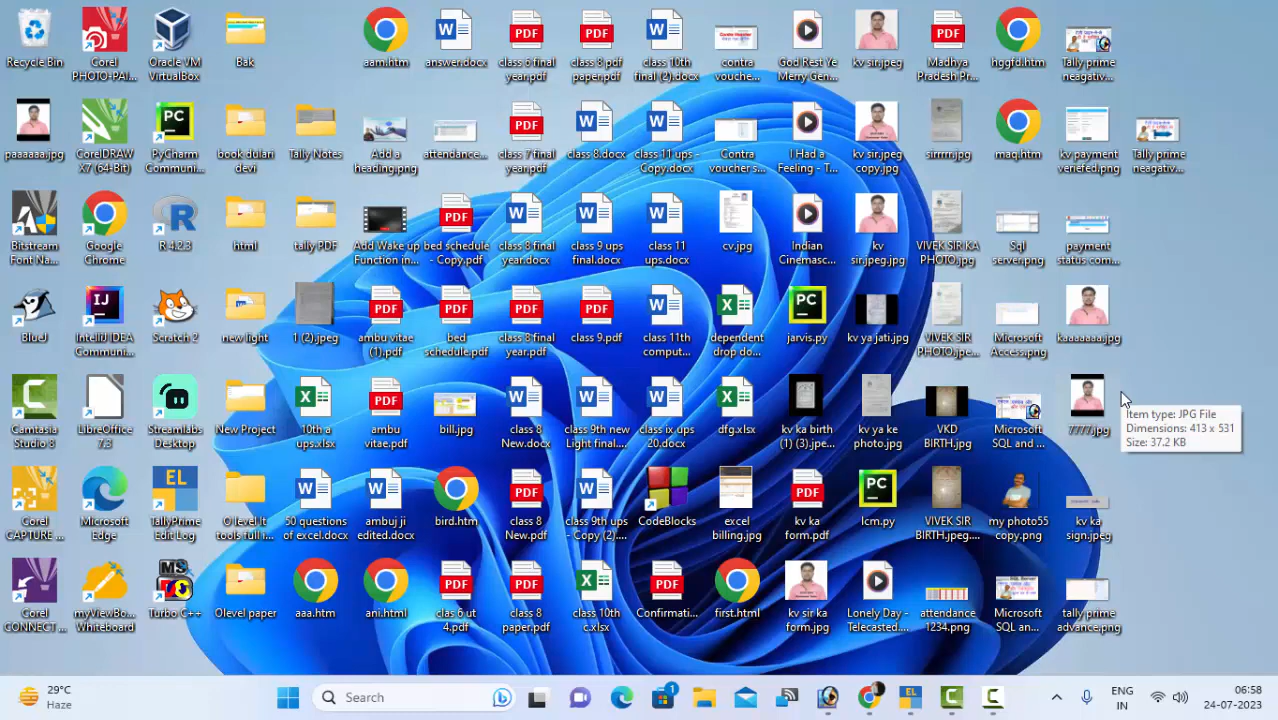 Recycle Bin
Corel PHOTO-PAI...
Oracle VM VirtualBox
Bak
aam.htm
answer.docx
class 6 final year.pdf
class 8 pdf paper.pdf
class 10th final (2).docx
contra vouche...
God Rest Ye Merry Gen...
kv sir.jpeg
Madhya Pradesh Pr...
hggfd.htm
Tally prime neagativ...
paaaaaa.jpg
CorelDRAW X7 (64-Bit)
PyCharm Communi...
book dulari devi
Tally Notes
Add a heading.png
attendance...
class 7 final year.pdf
class 8.docx
class 11 ups - Copy.docx
Contra voucher s...
I Had a Feeling - T...
kv sir.jpeg copy.jpg
sirrrrr.jpg
maq.htm
kv payment veriefed.png
Tally prime neagativ...
Bitstream Font Na...
Google Chrome
R 4.2.3
html
tally PDF
Add Wake up Function in...
bed schedule - Copy.pdf
class 8 final year.docx
class 9 ups final.docx
class 11 ups.docx
cv.jpg
Indian Cinemasc...
kv sir.jpeg.jpg
VIVEK SIR KA PHOTO.jpg
Sql server.png
payment status com...
BlueJ
IntelliJ IDEA Communi...
Scratch 2
new light
1 (2).jpeg
ambu vitae (1).pdf
bed schedule.pdf
class 8 final year.pdf
class 9.pdf
class 11th comput...
dependent drop do...
jarvis.py
kv ya jati.jpg
VIVEK SIR PHOTO.jpe...
Microsoft Access.png
kaaaaaaa.jpg
Camtasia Studio 8
LibreOffice 7.3
Streamlabs Desktop
New Project
10th a ups.xlsx
ambu vitae.pdf
bill.jpg
class 8 New.docx
class 9th new Light final....
class ix ups 20.docx
dfg.xlsx
kv ka birth (1) (3).jpe...
kv ya ke photo.jpg
VKD BIRTH.jpg
Microsoft SQL and ...
7777.jpg
Item type: JPG File
Dimensions: 413 x 531
Size: 37.2 KB
Corel CAPTURE ...
Microsoft Edge
TallyPrime Edit Log
O level It tools full n...
50 questions of excel.docx
ambuj ji edited.docx
bird.htm
class 8 New.pdf
class 9th ups - Copy (2)....
CodeBlocks
excel billing.jpg
kv ka form.pdf
lcm.py
VIVEK SIR BIRTH.jpeg....
my photo55 copy.png
kv ka sign.jpeg
Corel CONNECT ...
myViewBo... Whiteboard
Turbo C++
Olevel paper
aaa.htm
ani.html
clas 6 ut 4.pdf
class 8 paper.pdf
class 10th c.xlsx
Confirmati...
first.html
kv sir ka form.jpg
Lonely Day - Telecasted....
attendance 1234.png
Microsoft SQL an...
tally prime advance.png
29°C
Haze
Search
ENG
IN
06:58
24-07-2023